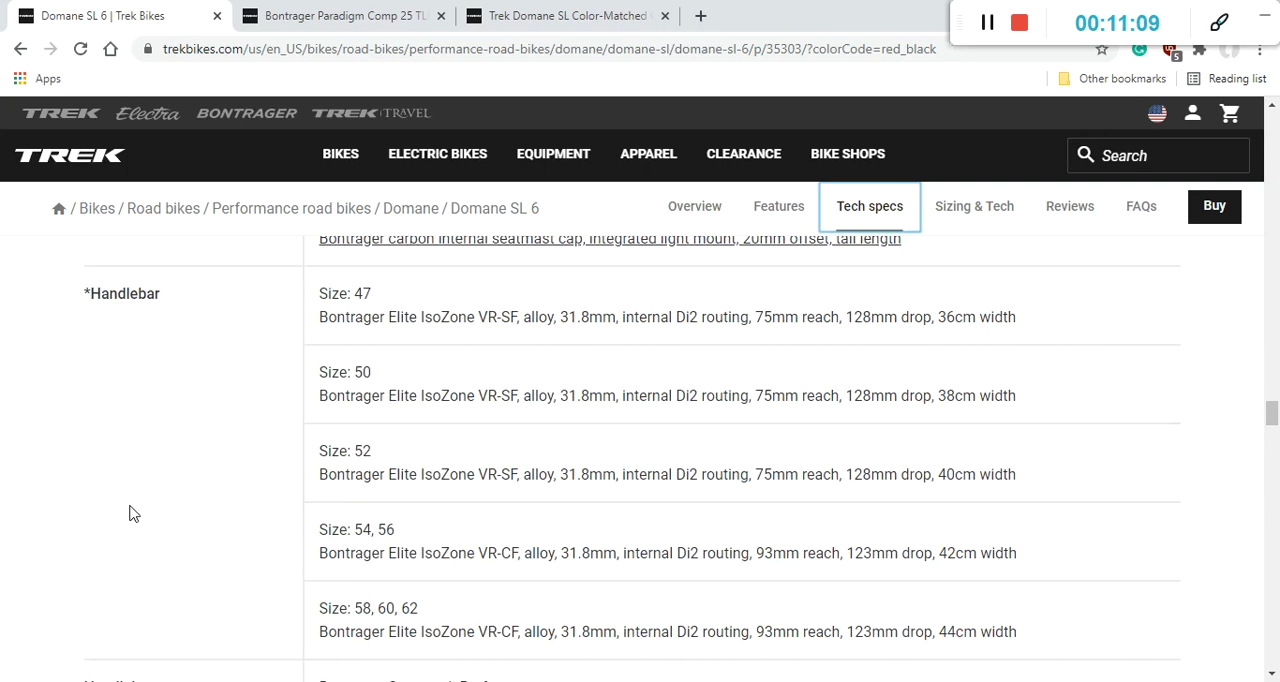 Domane SL 6 | Trek Bikes
Bontrager Paradigm Comp 25 TL
Trek Domane SL Color-Matched
00:11:09
trekbikes.com/us/en_US/bikes/road-bikes/performance-road-bikes/domane/domane-sl/domane-sl-6/p/35303/?colorCode=red_black
5
Apps
Other bookmarks
Reading list
TREK Electra BONTRAGER TREK TRAVEL
TREK
BIKES ELECTRIC BIKES EQUIPMENT APPAREL CLEARANCE BIKE SHOPS
Search
/ Bikes / Road bikes / Performance road bikes / Domane / Domane SL 6
Overview Features Tech specs Sizing & Tech Reviews FAQs Buy
Bontrager carbon internal seatmast cap, integrated light mount, 20mm offset, tall length
*Handlebar
Size: 47
Bontrager Elite IsoZone VR-SF, alloy, 31.8mm, internal Di2 routing, 75mm reach, 128mm drop, 36cm width
Size: 50
Bontrager Elite IsoZone VR-SF, alloy, 31.8mm, internal Di2 routing, 75mm reach, 128mm drop, 38cm width
Size: 52
Bontrager Elite IsoZone VR-SF, alloy, 31.8mm, internal Di2 routing, 75mm reach, 128mm drop, 40cm width
Size: 54, 56
Bontrager Elite IsoZone VR-CF, alloy, 31.8mm, internal Di2 routing, 93mm reach, 123mm drop, 42cm width
Size: 58, 60, 62
Bontrager Elite IsoZone VR-CF, alloy, 31.8mm, internal Di2 routing, 93mm reach, 123mm drop, 44cm width